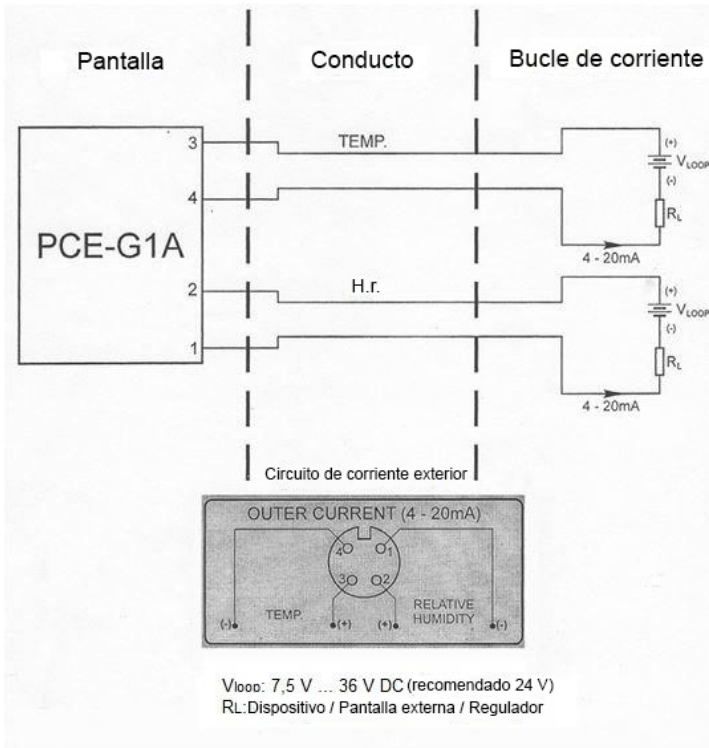 Pantalla
Conducto
Bucle de corriente
3
TEMP.
(+)
VLOOP
(-)
4
RL
PCE-G1A
4 - 20mA
2
H.r.
(+)
VLOOP
(-)
1
RL
4 - 20mA
Circuito de corriente exterior
OUTER CURRENT (4 - 20mA)
4 1
3 2
TEMP.
RELATIVE
HUMIDITY
(-) (+) (+) (-)
Vloop: 7,5 V ... 36 V DC (recomendado 24 V)
RL:Dispositivo / Pantalla externa / Regulador